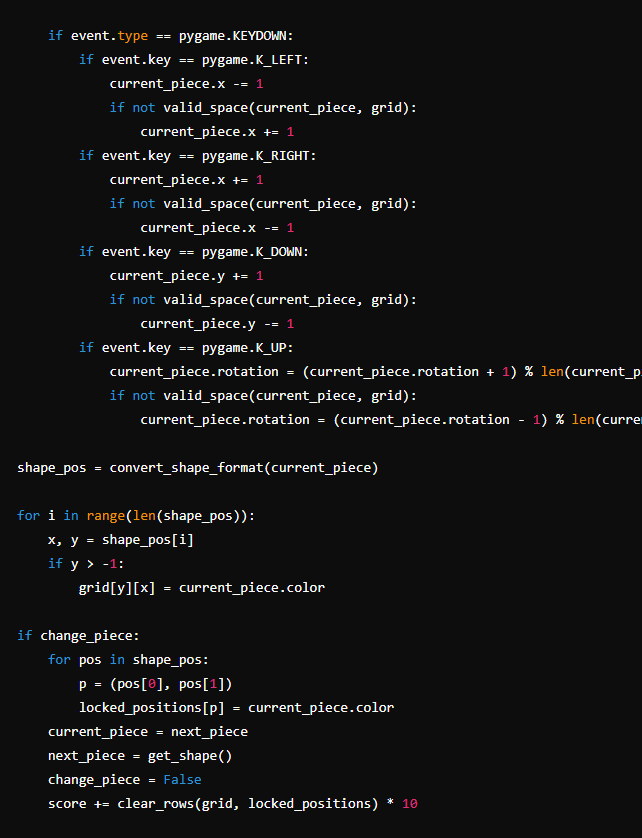 if event.type == pygame.KEYDOWN:
if event.key == pygame.K_LEFT:
current_piece.x -= 1
if not valid_space(current_piece, grid):
current_piece.x += 1
if event.key == pygame.K_RIGHT:
current_piece.x += 1
if not valid_space(current_piece, grid):
current_piece.x -= 1
if event.key == pygame.K_DOWN:
current_piece.y += 1
if not valid_space(current_piece, grid):
current_piece.y -= 1
if event.key == pygame.K_UP:
current_piece.rotation = (current_piece.rotation + 1) % len(current_p
if not valid_space(current_piece, grid):
current_piece.rotation = (current_piece.rotation - 1) % len(curre
shape_pos = convert_shape_format(current_piece)
for i in range(len(shape_pos)):
x, y = shape_pos[i]
if y > -1:
grid[y][x] = current_piece.color
if change_piece:
for pos in shape_pos:
p = (pos[0], pos[1])
locked_positions[p] = current_piece.color
current_piece = next_piece
next_piece = get_shape()
change_piece = False
score += clear_rows(grid, locked_positions) * 10